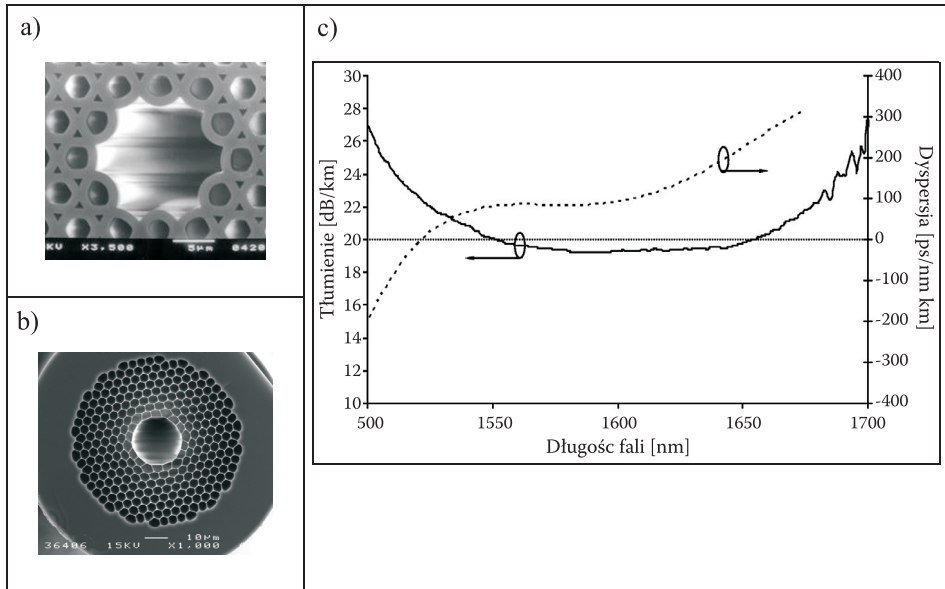 a)
KV X3,500 5µm 0420
b)
10µm
36406 15KV X1,000
c)
30
28
26
24
22
20
18
16
14
12
10
Tłumienie [dB/km]
400
300
200
100
0
-100
-200
-300
-400
Dyspersja [ps/nm km]
500 1550 1600 1650 1700
Długośc fali [nm]